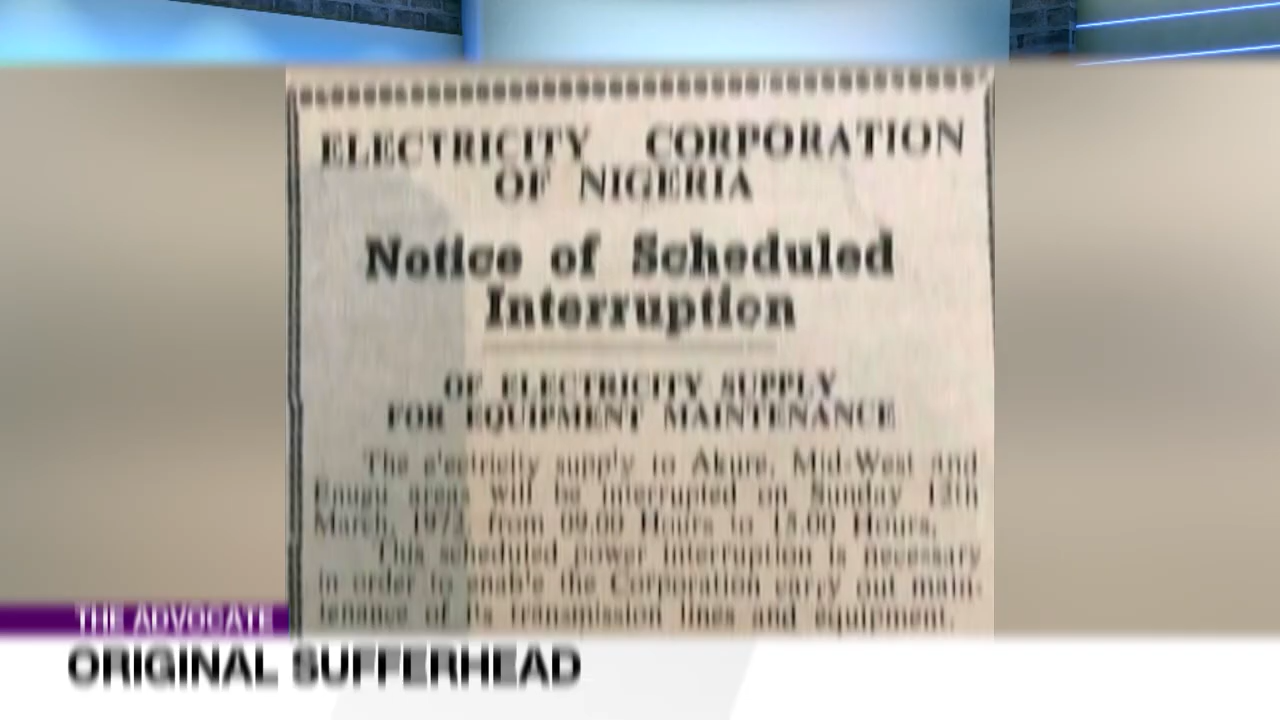 ELECTRICITY CORPORATION
OF NIGERIA
Notice of Scheduled
Interruption
OF ELECTRICITY SUPPLY
FOR EQUIPMENT MAINTENANCE
The electricity supply to Akure, Mid-West and
Enugu areas will be interrupted on Sunday 12th
March, 1972 from 09.00 Hours to 15.00 Hours.
This scheduled power interruption is necessary
in order to enable the Corporation carry out main-
tenance of its transmission lines and equipment.
THE ADVOCATE
ORIGINAL SUFFERHEAD